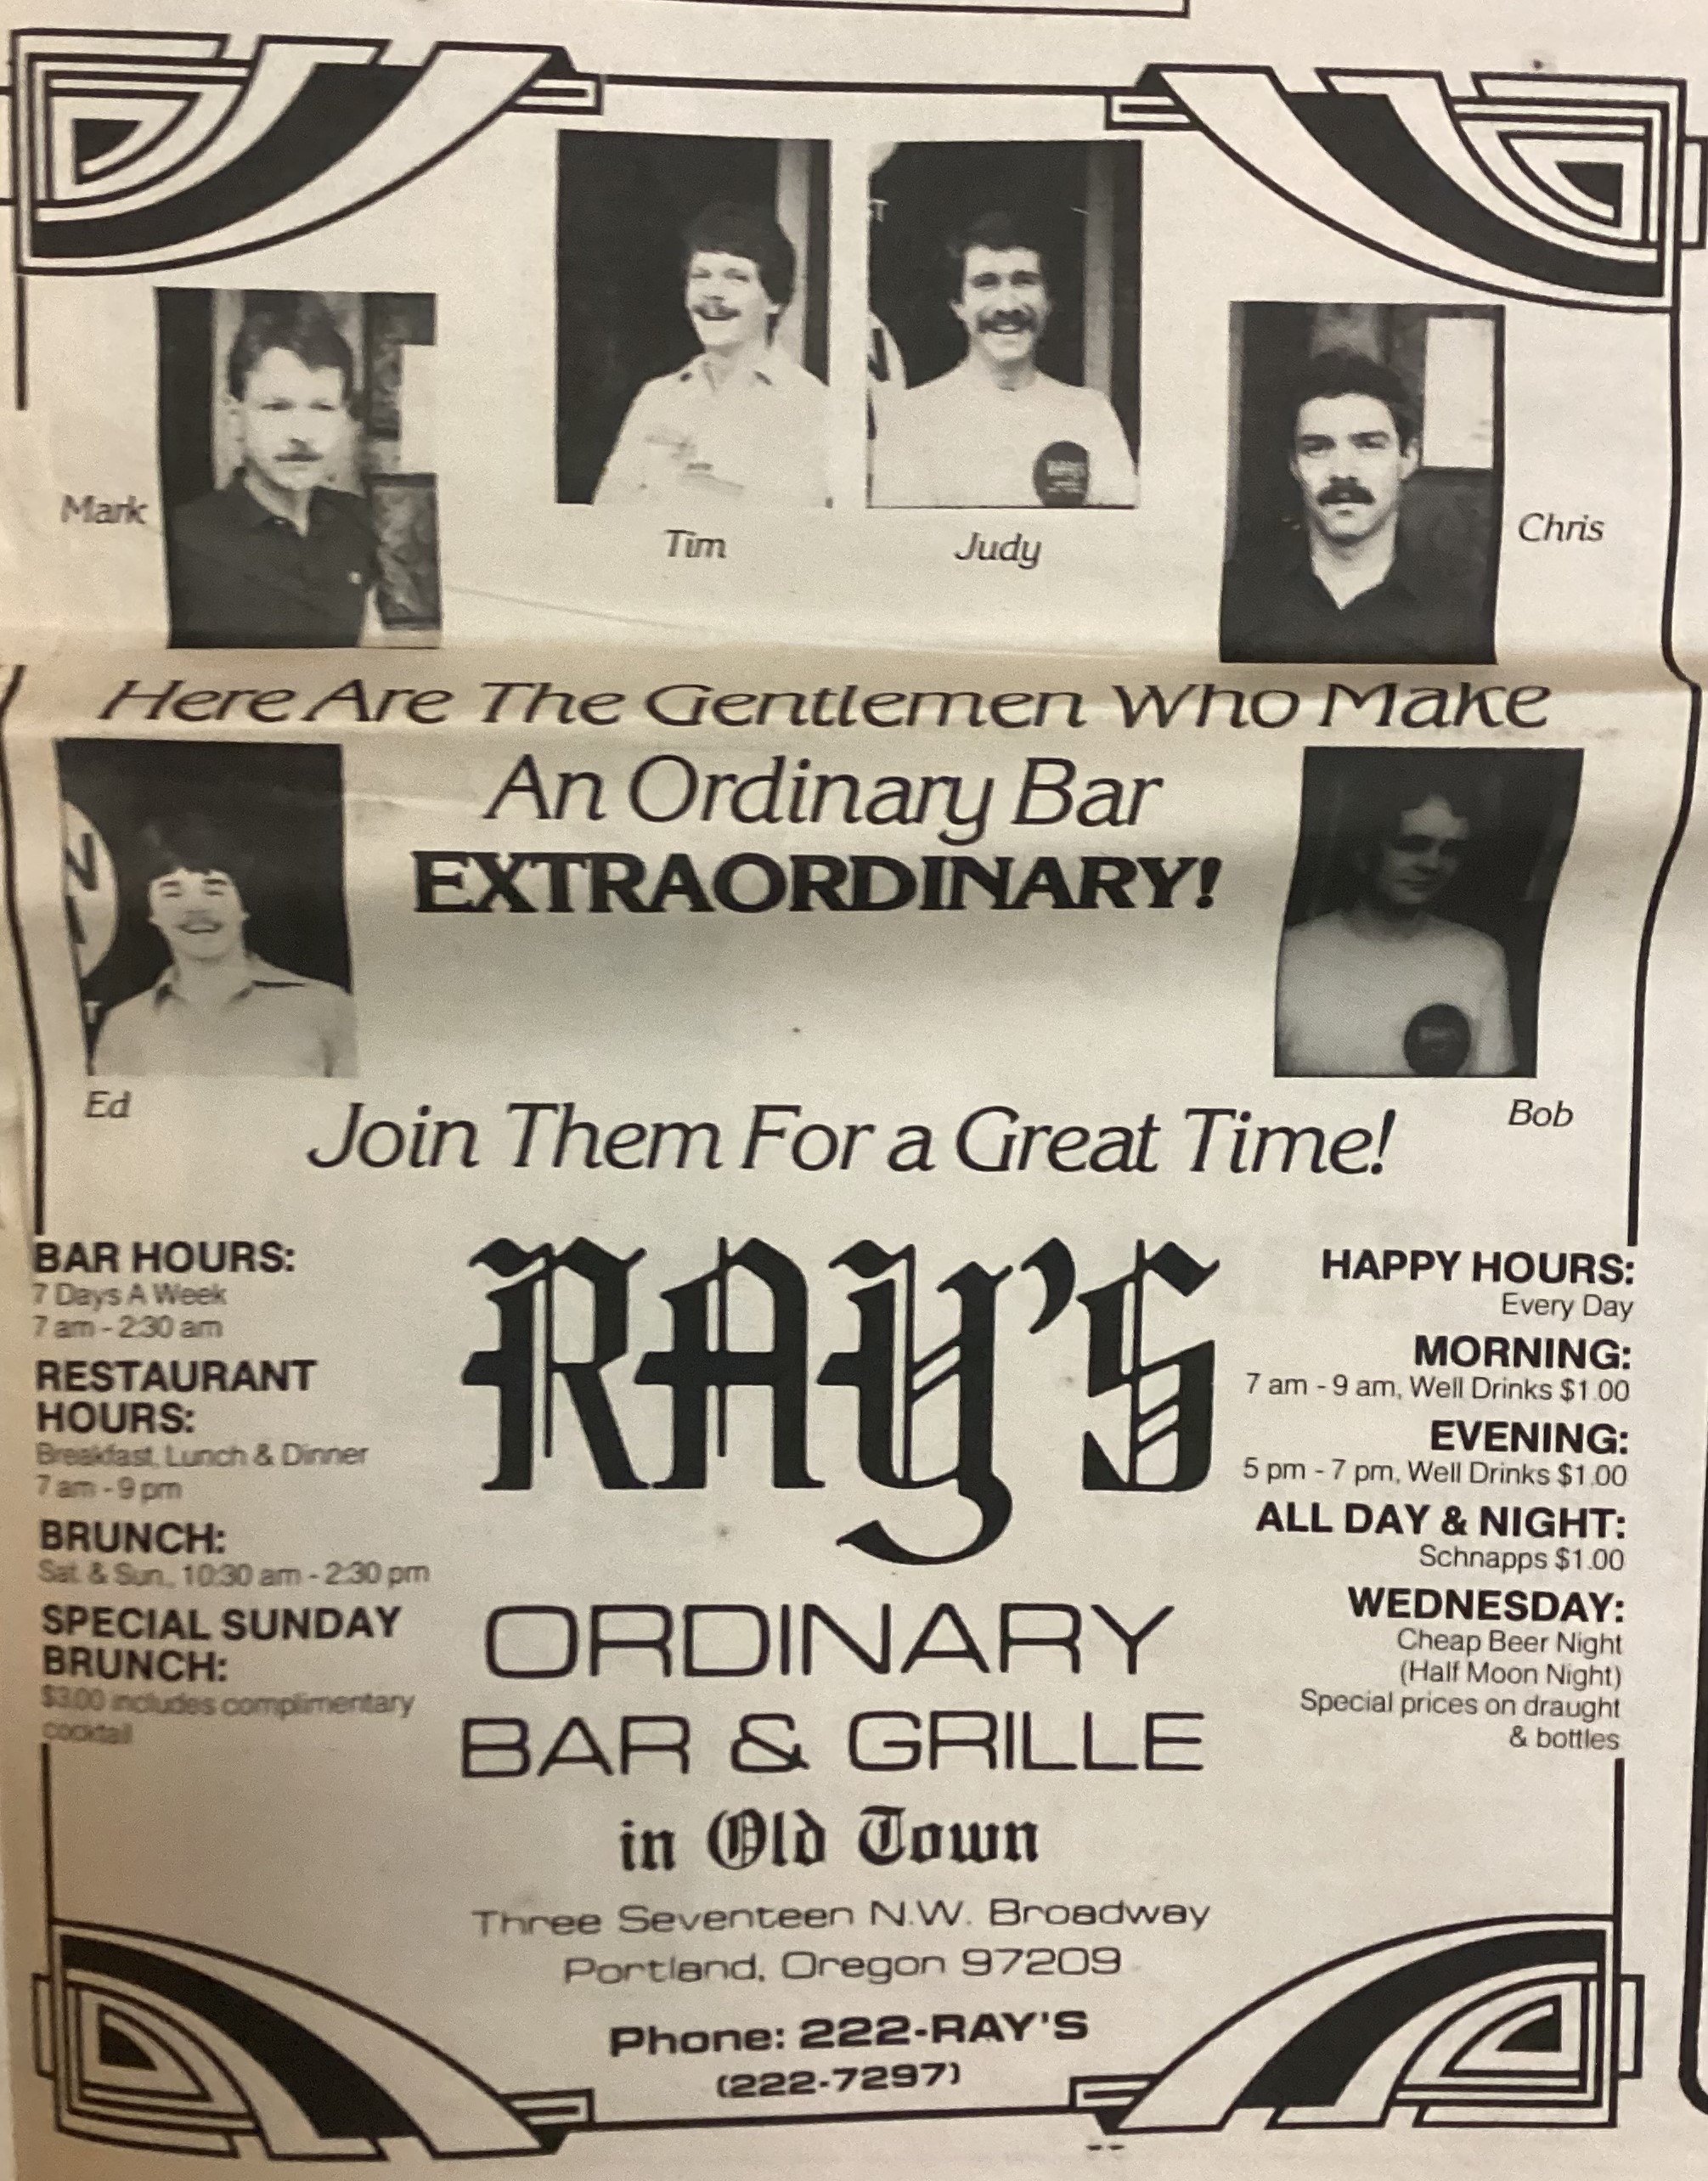 Mark
Tim
Judy
Chris
Here Are The Gentlemen Who Make
An Ordinary Bar
EXTRAORDINARY!
Ed
Bob
Join Them For a Great Time!
BAR HOURS:
7 Days A Week
7 am - 2:30 am
RESTAURANT
HOURS:
Breakfast, Lunch & Dinner
7 am - 9 pm
BRUNCH:
Sat. & Sun., 10:30 am - 2:30 pm
SPECIAL SUNDAY
BRUNCH:
$3.00 includes complimentary
cocktail
RAY'S
ORDINARY
BAR & GRILLE
in Old Town
Three Seventeen N.W. Broadway
Portland, Oregon 97209
Phone: 222-RAY'S
(222-7297)
HAPPY HOURS:
Every Day
MORNING:
7 am - 9 am, Well Drinks $1.00
EVENING:
5 pm - 7 pm, Well Drinks $1.00
ALL DAY & NIGHT:
Schnapps $1.00
WEDNESDAY:
Cheap Beer Night
(Half Moon Night)
Special prices on draught
& bottles